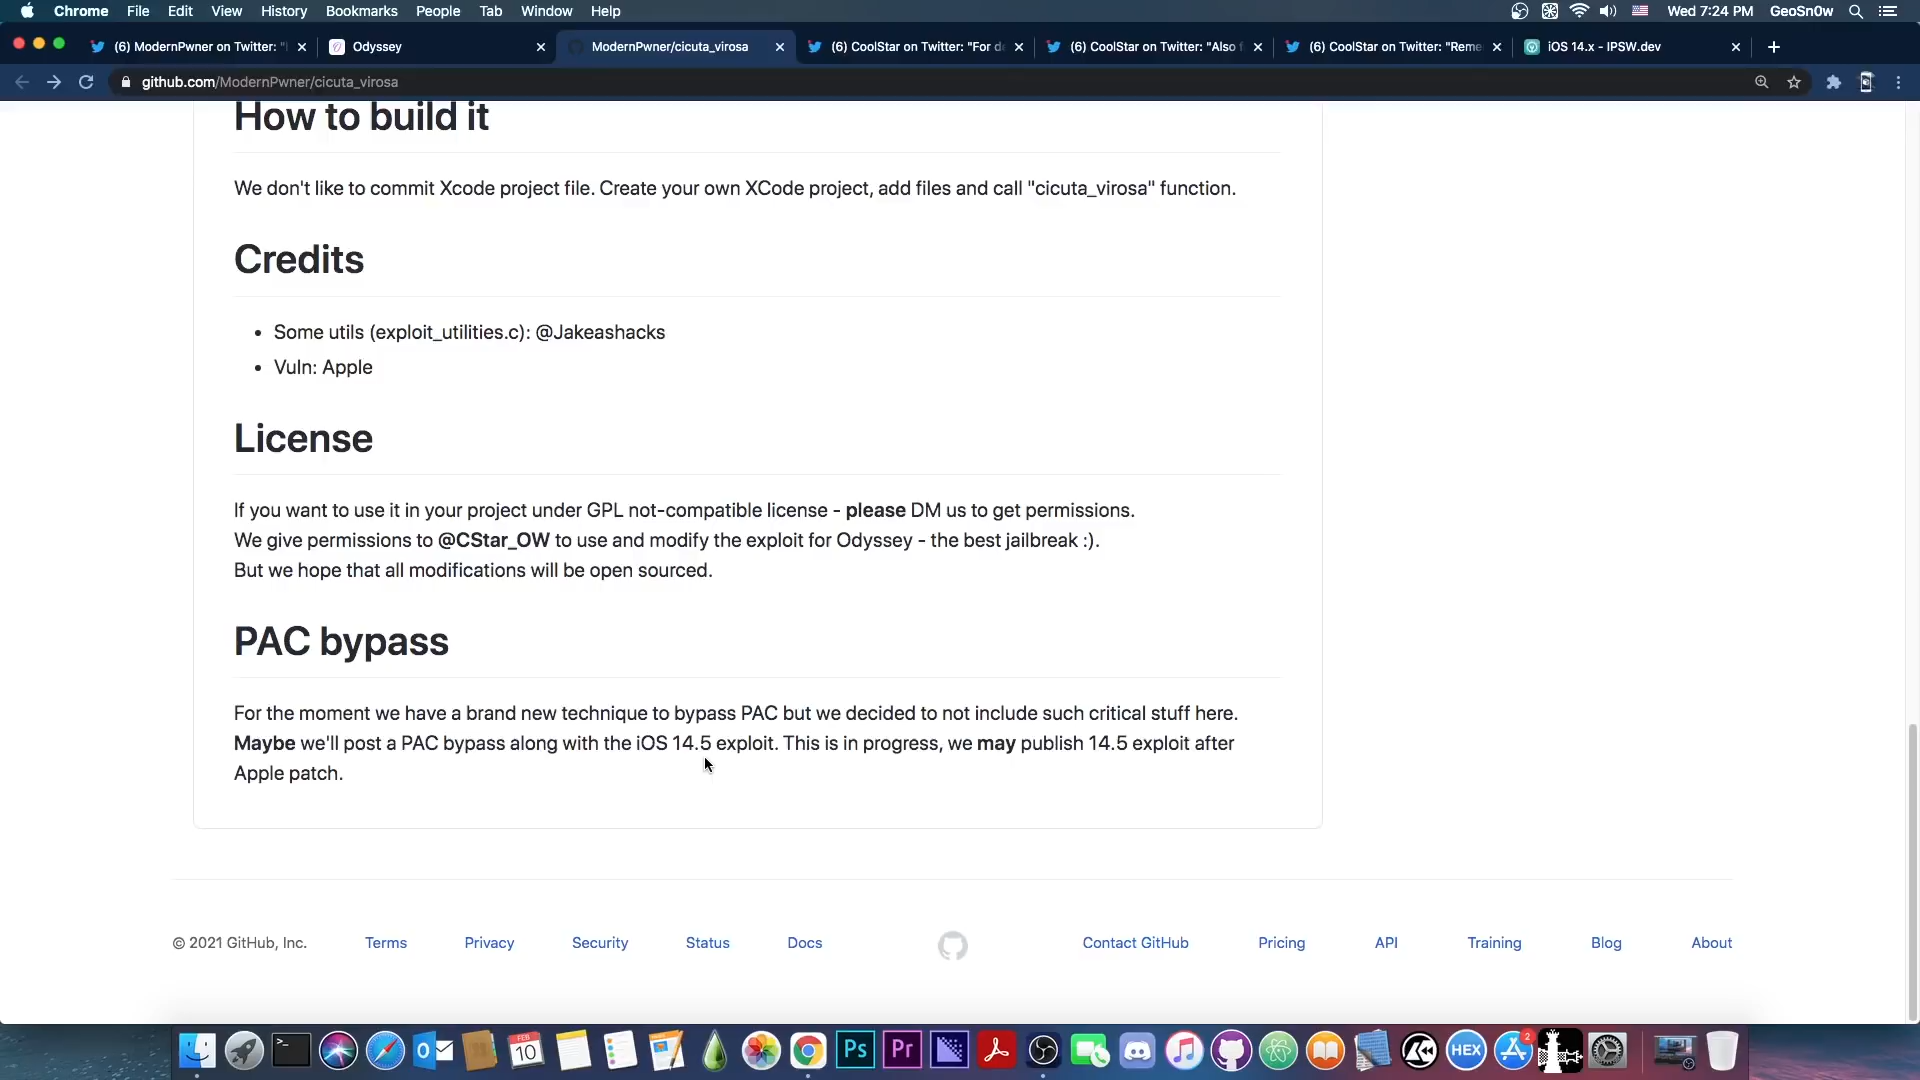 Chrome File Edit View History Bookmarks People Tab Window Help Wed 7:24 PM GeoSn0w
(6) ModernPwner on Twitter: " Odyssey ModernPwner/cicuta_virosa (6) CoolStar on Twitter: "For d (6) CoolStar on Twitter: "Also f (6) CoolStar on Twitter: "Reme iOS 14.x - IPSW.dev
github.com/ModernPwner/cicuta_virosa
How to build it
We don't like to commit Xcode project file. Create your own XCode project, add files and call "cicuta_virosa" function.
Credits
• Some utils (exploit_utilities.c): @Jakeashacks
• Vuln: Apple
License
If you want to use it in your project under GPL not-compatible license - please DM us to get permissions.
We give permissions to @CStar_OW to use and modify the exploit for Odyssey - the best jailbreak :).
But we hope that all modifications will be open sourced.
PAC bypass
For the moment we have a brand new technique to bypass PAC but we decided to not include such critical stuff here.
Maybe we'll post a PAC bypass along with the iOS 14.5 exploit. This is in progress, we may publish 14.5 exploit after
Apple patch.
© 2021 GitHub, Inc. Terms Privacy Security Status Docs Contact GitHub Pricing API Training Blog About
FEB 10 Ps Pr HEX 2